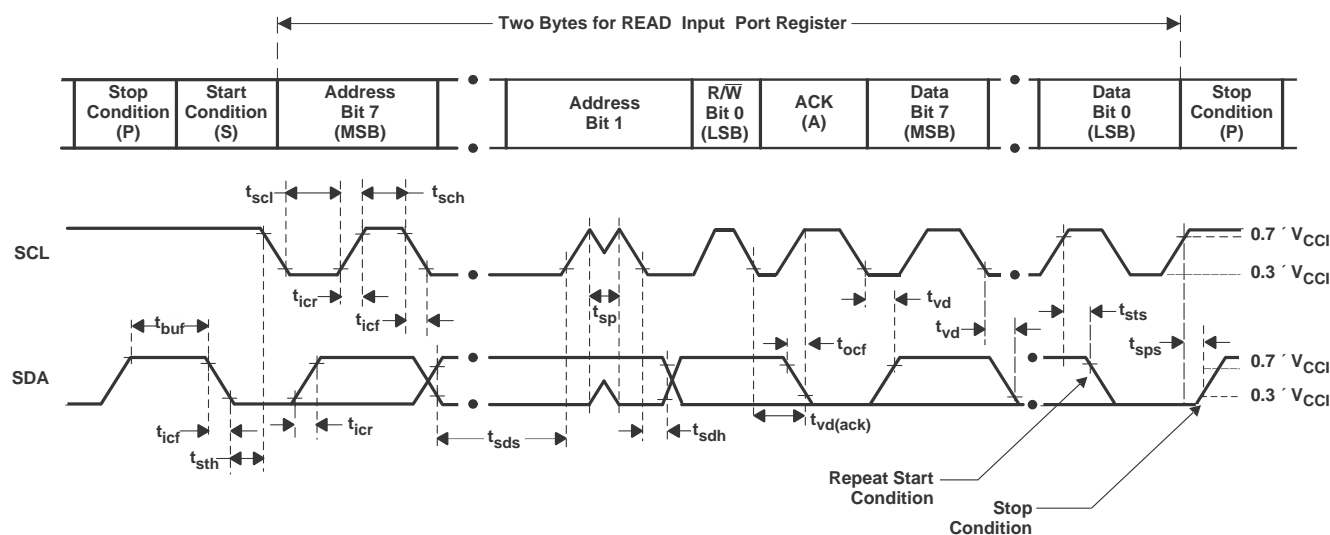 Two Bytes for READ Input Port Register
Stop
Condition
(P)
Start
Condition
(S)
Address
Bit 7
(MSB)
Address
Bit 1
R/W̅
Bit 0
(LSB)
ACK
(A)
Data
Bit 7
(MSB)
Data
Bit 0
(LSB)
Stop
Condition
(P)
tscl
tsch
SCL
0.7 ´ VCCI
0.3 ´ VCCI
ticr
ticf
tbuf
tsp
tvd
tvd
tsts
tocf
tsps
SDA
0.7 ´ VCCI
0.3 ´ VCCI
ticf
ticr
tsth
tsds
tsdh
tvd(ack)
Repeat Start
Condition
Stop
Condition